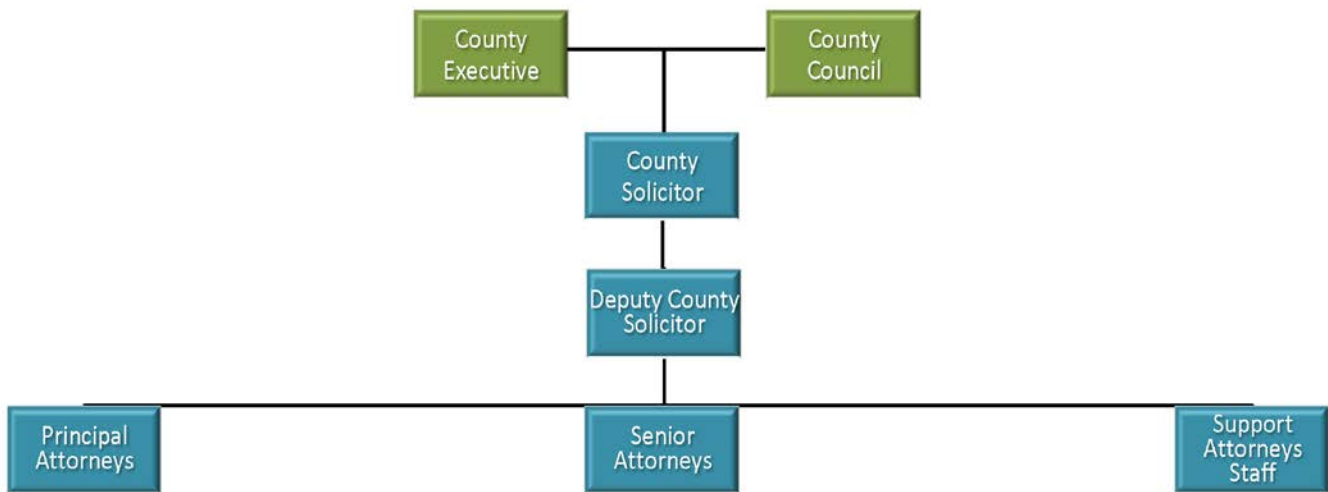 County
Executive
County
Council
County
Solicitor
Deputy County
Solicitor
Principal
Attorneys
Senior
Attorneys
Support
Attorneys
Staff